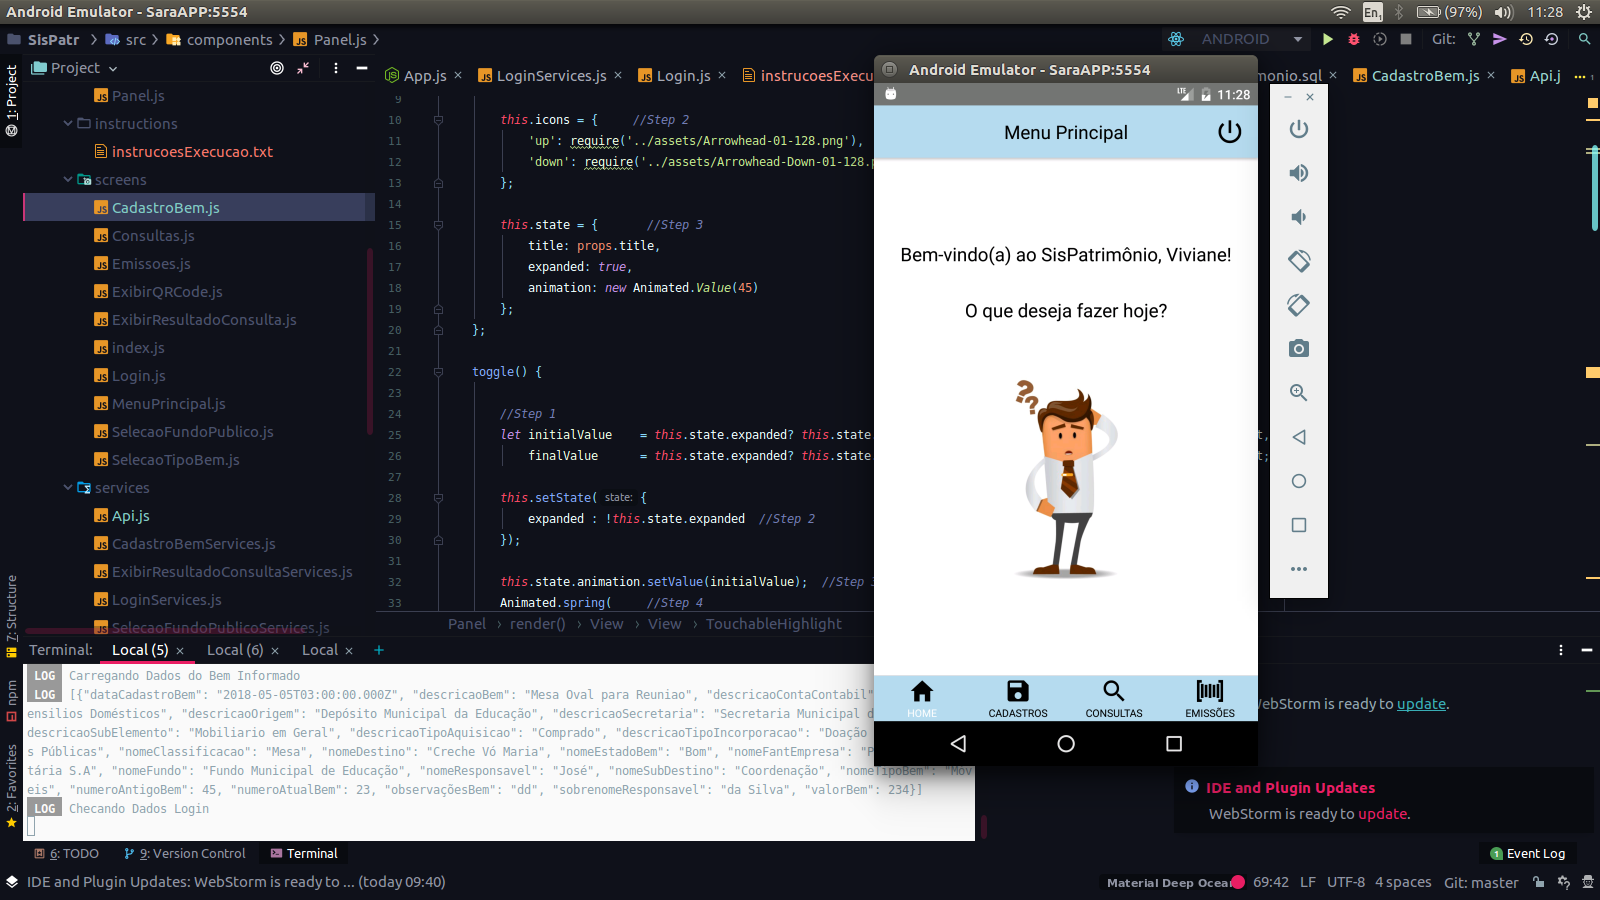 Android Emulator - SaraAPP:5554
En1 (97%) 11:28
SisPatr src components Panel.js
ANDROID Git:
1: Project
Project
App.js LoginServices.js Login.js instrucoesExecu monio.sql CadastroBem.js Api.j
Panel.js
instructions
instrucoesExecucao.txt
screens
CadastroBem.js
Consultas.js
Emissoes.js
ExibirQRCode.js
ExibirResultadoConsulta.js
index.js
Login.js
MenuPrincipal.js
SelecaoFundoPublico.js
SelecaoTipoBem.js
services
Api.js
CadastroBemServices.js
ExibirResultadoConsultaServices.js
LoginServices.js
SelecaoFundoPublicoServices.js
9
10 this.icons = { //Step 2
11 'up': require('../assets/Arrowhead-01-128.png'),
12 'down': require('../assets/Arrowhead-Down-01-128.p
13 };
14
15 this.state = { //Step 3
16 title: props.title,
17 expanded: true,
18 animation: new Animated.Value(45)
19 };
20 };
21
22 toggle() {
23
24 //Step 1
25 let initialValue = this.state.expanded? this.state t,
26 finalValue = this.state.expanded? this.state t;
27
28 this.setState( state: {
29 expanded : !this.state.expanded //Step 2
30 });
31
32 this.state.animation.setValue(initialValue); //Step 3
33 Animated.spring( //Step 4
Panel render() View View TouchableHighlight
Android Emulator - SaraAPP:5554
LTE 11:28
Menu Principal
Bem-vindo(a) ao SisPatrimônio, Viviane!
O que deseja fazer hoje?
??
HOME CADASTROS CONSULTAS EMISSÕES
7: Structure
npm
2: Favorites
Terminal: Local (5) Local (6) Local +
LOG Carregando Dados do Bem Informado
LOG [{"dataCadastroBem": "2018-05-05T03:00:00.000Z", "descricaoBem": "Mesa Oval para Reuniao", "descricaoContaContabil"
ensilios Domésticos", "descricaoOrigem": "Depósito Municipal da Educação", "descricaoSecretaria": "Secretaria Municipal d
descricaoSubElemento": "Mobiliario em Geral", "descricaoTipoAquisicao": "Comprado", "descricaoTipoIncorporacao": "Doação
s Públicas", "nomeClassificacao": "Mesa", "nomeDestino": "Creche Vó Maria", "nomeEstadoBem": "Bom", "nomeFantEmpresa": "P
tária S.A", "nomeFundo": "Fundo Municipal de Educação", "nomeResponsavel": "José", "nomeSubDestino": "Coordenação", "nomeTipoBem": "Móv
eis", "numeroAntigoBem": 45, "numeroAtualBem": 23, "observaçõesBem": "dd", "sobrenomeResponsavel": "da Silva", "valorBem": 234}]
LOG Checando Dados Login
WebStorm is ready to update.
IDE and Plugin Updates
WebStorm is ready to update.
6: TODO 9: Version Control Terminal 1 Event Log
IDE and Plugin Updates: WebStorm is ready to ... (today 09:40) Material Deep Ocean 69:42 LF UTF-8 4 spaces Git: master